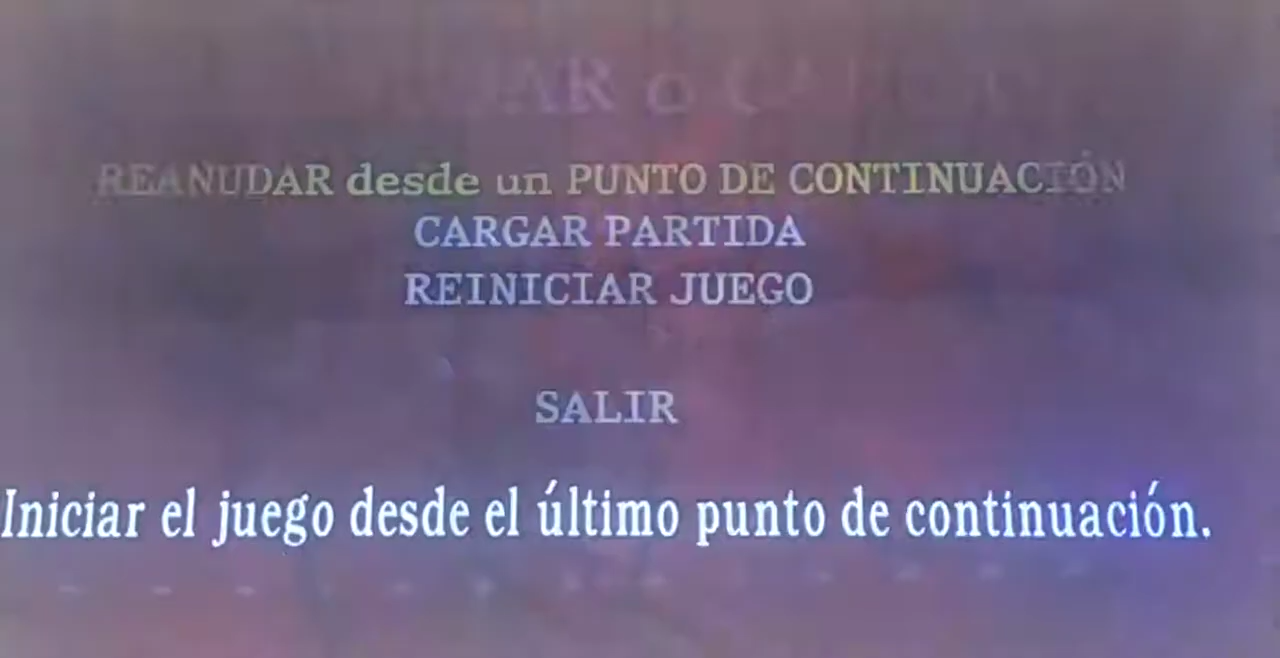 REANUDAR desde un PUNTO DE CONTINUACIÓN
CARGAR PARTIDA
REINICIAR JUEGO
SALIR
Iniciar el juego desde el último punto de continuación.